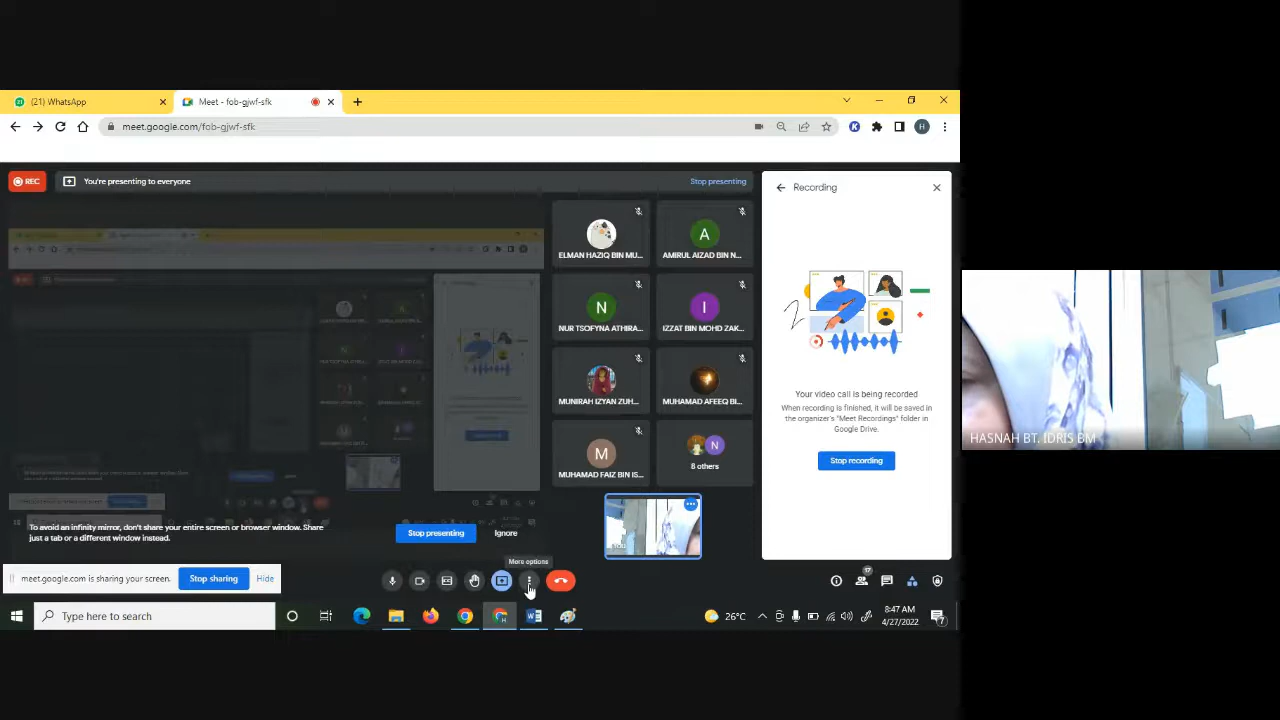 (21) WhatsApp
Meet - fob-gjwf-sfk
meet.google.com/fob-gjwf-sfk
H
REC
You're presenting to everyone
Stop presenting
Recording
ELMAN HAZIQ BIN MU...
A
AMIRUL AIZAD BIN N...
N
NUR TSOFYNA ATHIRA...
I
IZZAT BIN MOHD ZAK...
MUNIRAH IZYAN ZUH...
MUHAMAD AFEEQ BI...
M
MUHAMAD FAIZ BIN IS...
N
8 others
Your video call is being recorded
When recording is finished, it will be saved
in the organizer's "Meet Recordings" folder in
Google Drive.
Stop recording
HASNAH BT. IDRIS BM
To avoid an infinity mirror, don't share your entire screen or browser window. Share
just a tab or a different window instead.
Stop presenting
Ignore
More options
meet.google.com is sharing your screen.
Stop sharing
Hide
17
Type here to search
26°C
8:47 AM
4/27/2022
7